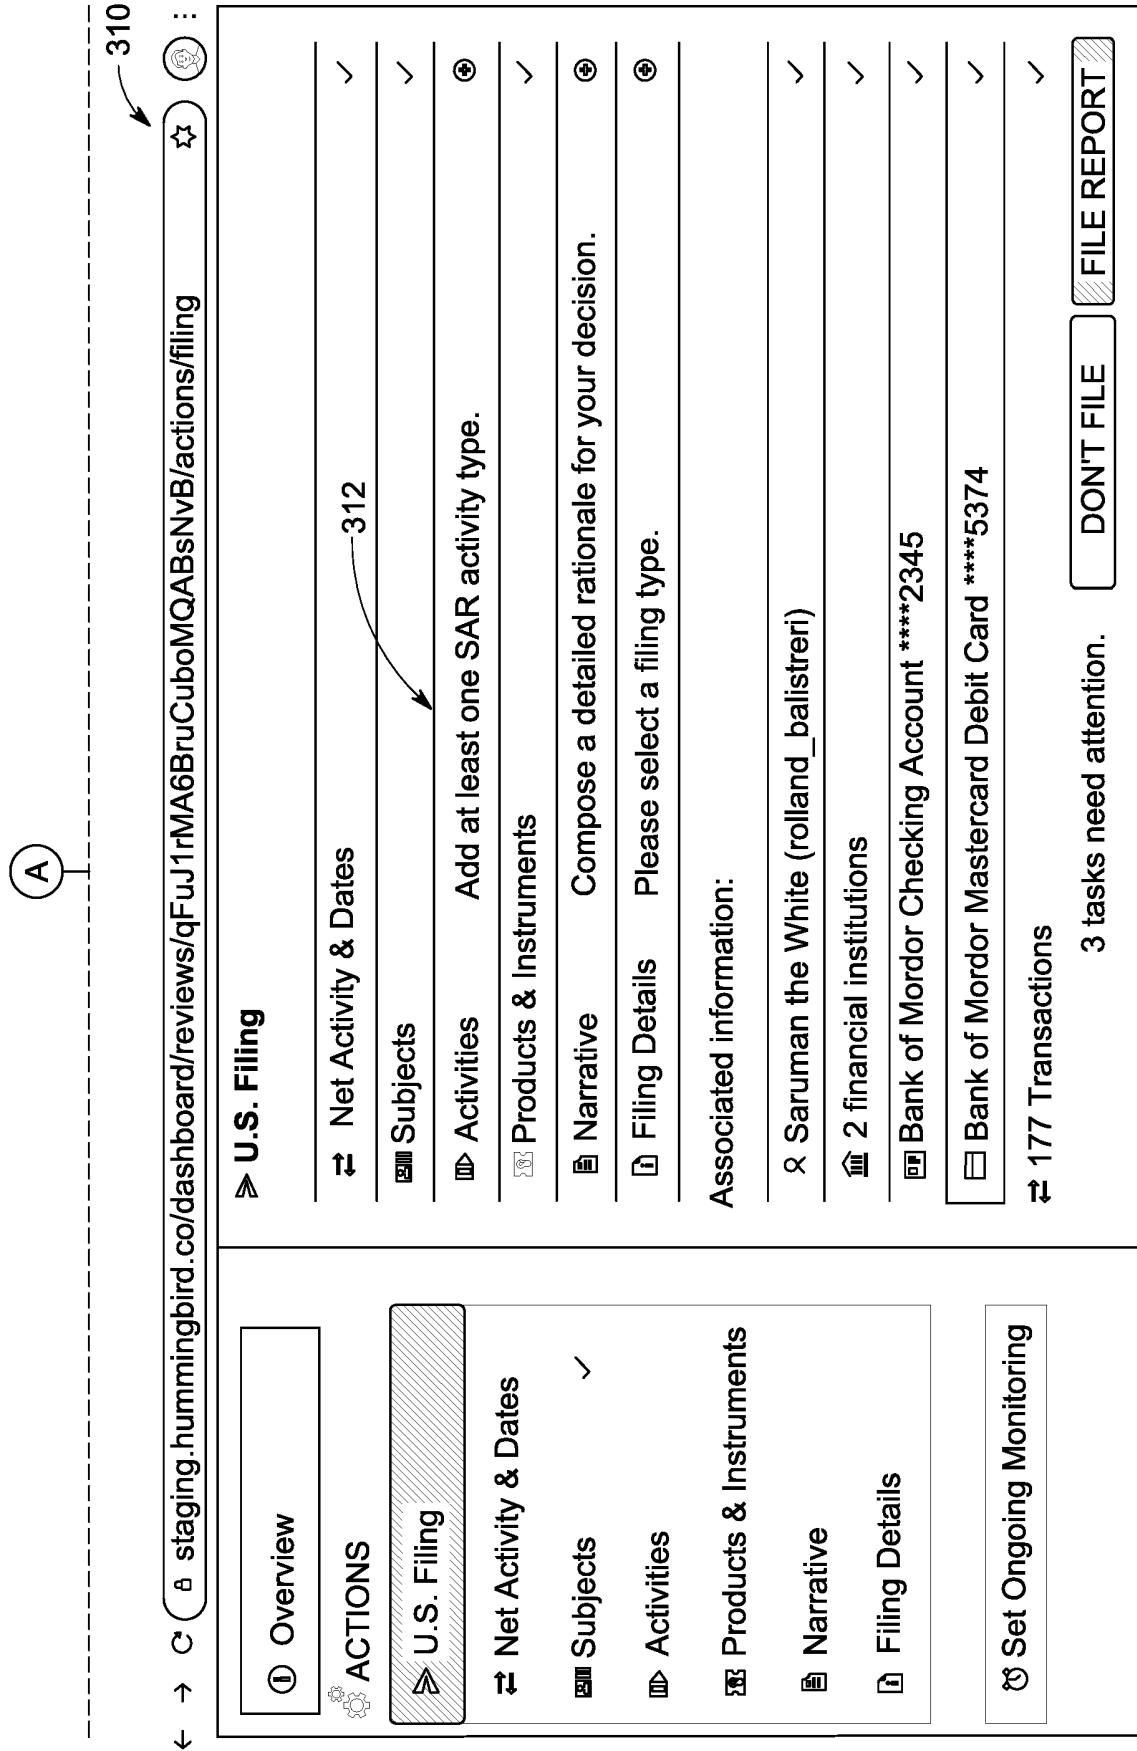 A
310
staging.hummingbird.co/dashboard/reviews/qFuJ1rMA6BruCuboMQABsNvB/actions/filing
Overview
ACTIONS
U.S. Filing
Net Activity & Dates
Subjects
Activities
Products & Instruments
Narrative
Filing Details
Set Ongoing Monitoring
U.S. Filing
Net Activity & Dates
312
Subjects
Activities Add at least one SAR activity type.
Products & Instruments
Narrative Compose a detailed rationale for your decision.
Filing Details Please select a filing type.
Associated information:
Saruman the White (rolland_balistreri)
2 financial institutions
Bank of Mordor Checking Account ****2345
Bank of Mordor Mastercard Debit Card ****5374
177 Transactions
3 tasks need attention. DON'T FILE FILE REPORT